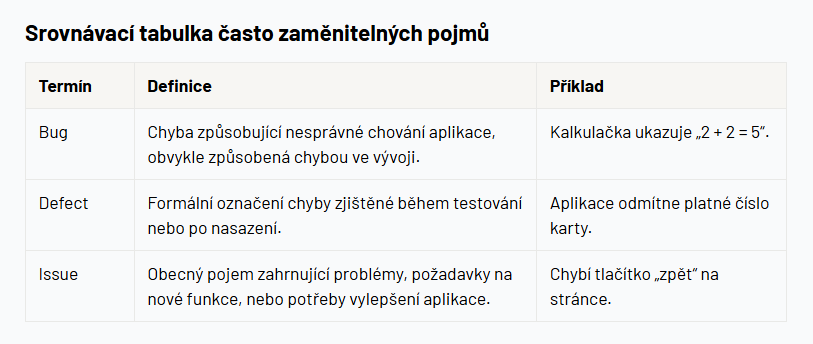 Srovnávací tabulka často zaměnitelných pojmů
Termín
Definice
Příklad
Bug
Chyba způsobující nesprávné chování aplikace,
obvykle způsobená chybou ve vývoji.
Kalkulačka ukazuje „2 + 2 = 5“.
Defect
Formální označení chyby zjištěné během testování
nebo po nasazení.
Aplikace odmítne platné číslo
karty.
Issue
Obecný pojem zahrnující problémy, požadavky na
nové funkce, nebo potřeby vylepšení aplikace.
Chybí tlačítko „zpět“ na
stránce.